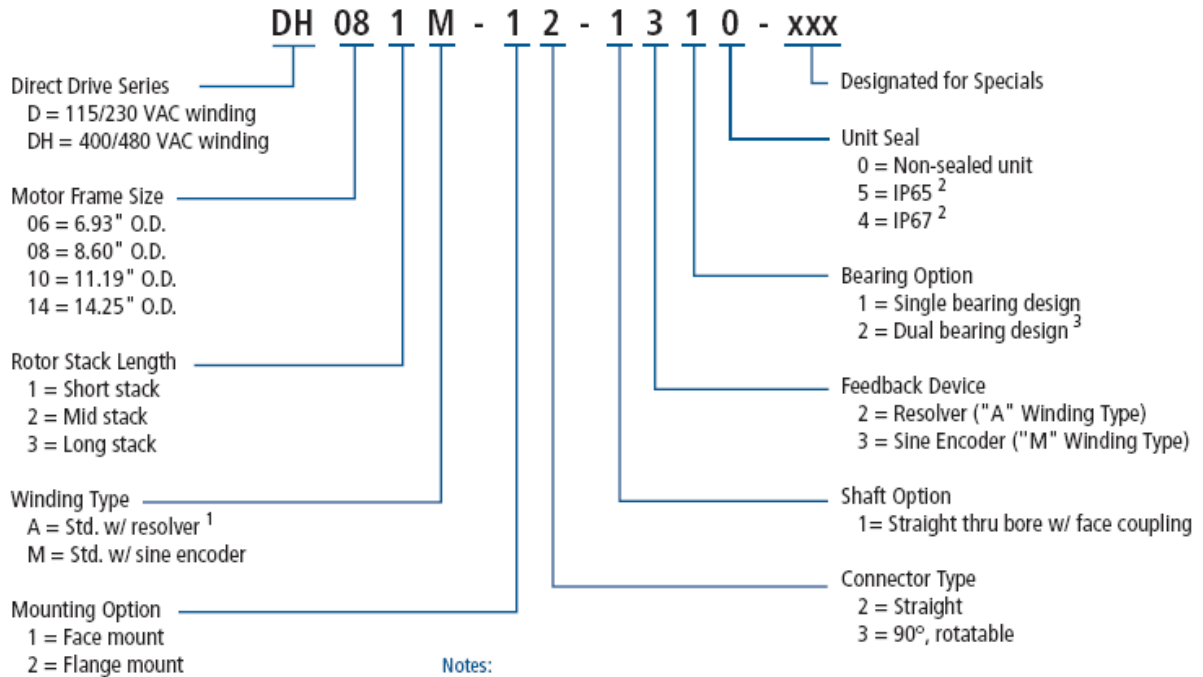 DH 08 1 M - 1 2 - 1 3 1 0 - xxx
Direct Drive Series
D = 115/230 VAC winding
DH = 400/480 VAC winding
Motor Frame Size
06 = 6.93" O.D.
08 = 8.60" O.D.
10 = 11.19" O.D.
14 = 14.25" O.D.
Rotor Stack Length
1 = Short stack
2 = Mid stack
3 = Long stack
Winding Type
A = Std. w/ resolver 1
M = Std. w/ sine encoder
Mounting Option
1 = Face mount
2 = Flange mount
Designated for Specials
Unit Seal
0 = Non-sealed unit
5 = IP65 2
4 = IP67 2
Bearing Option
1 = Single bearing design
2 = Dual bearing design 3
Feedback Device
2 = Resolver ("A" Winding Type)
3 = Sine Encoder ("M" Winding Type)
Shaft Option
1= Straight thru bore w/ face coupling
Connector Type
2 = Straight
3 = 90º, rotatable
Notes: